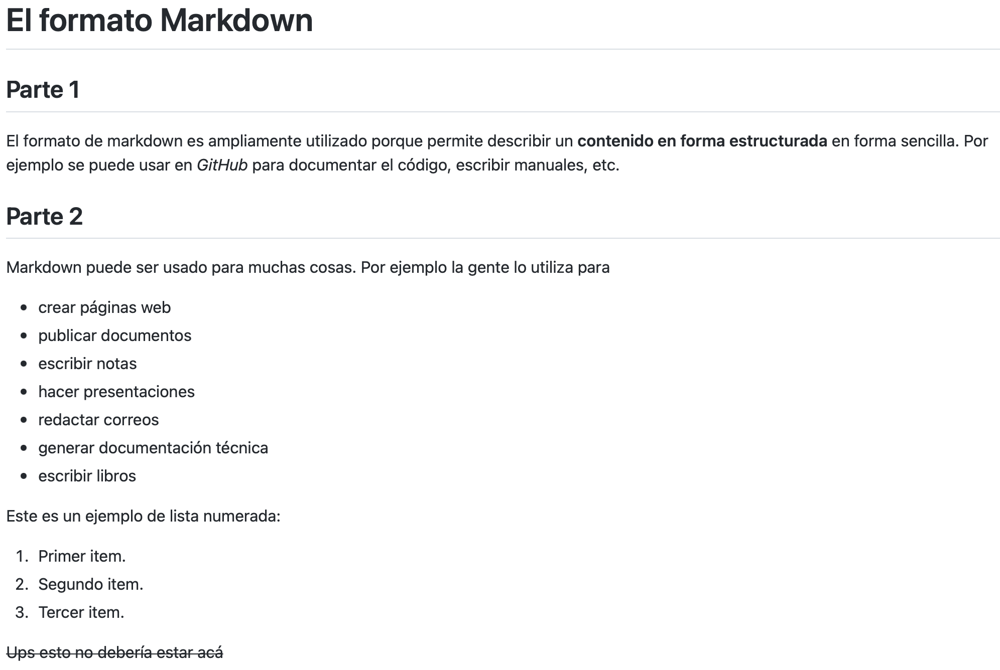 El formato Markdown
Parte 1
El formato de markdown es ampliamente utilizado porque permite describir un contenido en forma estructurada en forma sencilla. Por
ejemplo se puede usar en GitHub para documentar el código, escribir manuales, etc.
Parte 2
Markdown puede ser usado para muchas cosas. Por ejemplo la gente lo utiliza para
• crear páginas web
• publicar documentos
• escribir notas
• hacer presentaciones
• redactar correos
• generar documentación técnica
• escribir libros
Este es un ejemplo de lista numerada:
1. Primer item.
2. Segundo item.
3. Tercer item.
Ups esto no debería estar acá